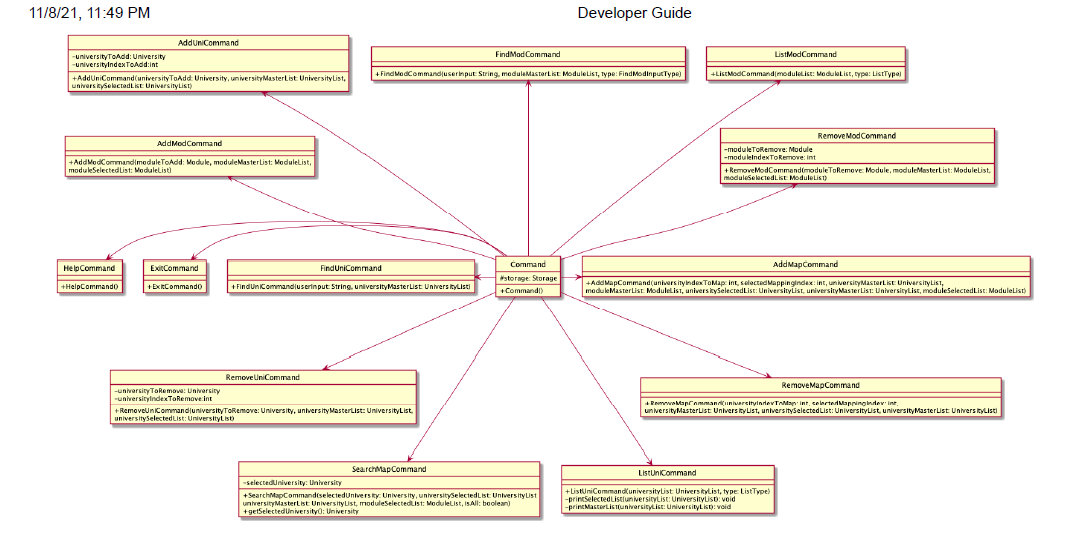 11/8/21, 11:49 PM
Developer Guide
AddUniCommand
-universityToAdd: University
-universityIndexToAdd:int
+AddUniCommand(universityToAdd: University, universityMasterList: UniversityList,
universitySelectedList: UniversityList)
FindModCommand
+FindModCommand(userInput: String, moduleMasterList: ModuleList, type: FindModInputType)
ListModCommand
+ListModCommand(moduleList: ModuleList, type: ListType)
AddModCommand
+AddModCommand(moduleToAdd: Module, moduleMasterList: ModuleList,
moduleSelectedList: ModuleList)
RemoveModCommand
-moduleToRemove: Module
-moduleIndexToRemove: int
+RemoveModCommand(moduleToRemove: Module, moduleMasterList: ModuleList,
moduleSelectedList: ModuleList)
HelpCommand
+HelpCommand()
ExitCommand
+ExitCommand()
FindUniCommand
+FindUniCommand(userInput: String, universityMasterList: UniversityList)
Command
#storage: Storage
+Command()
AddMapCommand
+AddMapCommand(universityIndexToMap: int, selectedMappingIndex: int, universityMasterList: UniversityList,
moduleMasterList: ModuleList, universitySelectedList: UniversityList, universityMasterList: UniversityList, moduleSelectedList: ModuleList)
RemoveUniCommand
-universityToRemove: University
-universityIndexToRemove:int
+RemoveUniCommand(universityToRemove: University, universityMasterList: UniversityList,
universitySelectedList: UniversityList)
RemoveMapCommand
+RemoveMapCommand(universityIndexToMap: int, selectedMappingIndex: int,
universityMasterList: UniversityList, universitySelectedList: UniversityList, universityMasterList: UniversityList)
SearchMapCommand
-selectedUniversity: University
+SearchMapCommand(selectedUniversity: University, universitySelectedList: UniversityList
universityMasterList: UniversityList, moduleSelectedList: ModuleList, isAll: boolean)
+getSelectedUniversity(): University
ListUniCommand
+ListUniCommand(universityList: UniversityList, type: ListType)
-printSelectedList(universityList: UniversityList): void
-printMasterList(universityList: UniversityList): void